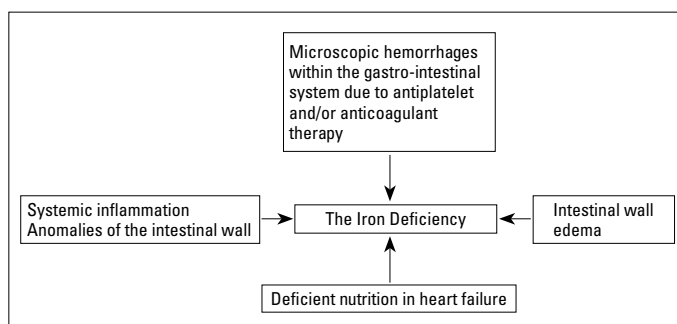 Microscopic hemorrhages
within the gastro-intestinal
system due to antiplatelet
and/or anticoagulant
therapy
Systemic inflammation
Anomalies of the intestinal wall
The Iron Deficiency
Intestinal wall
edema
Deficient nutrition in heart failure